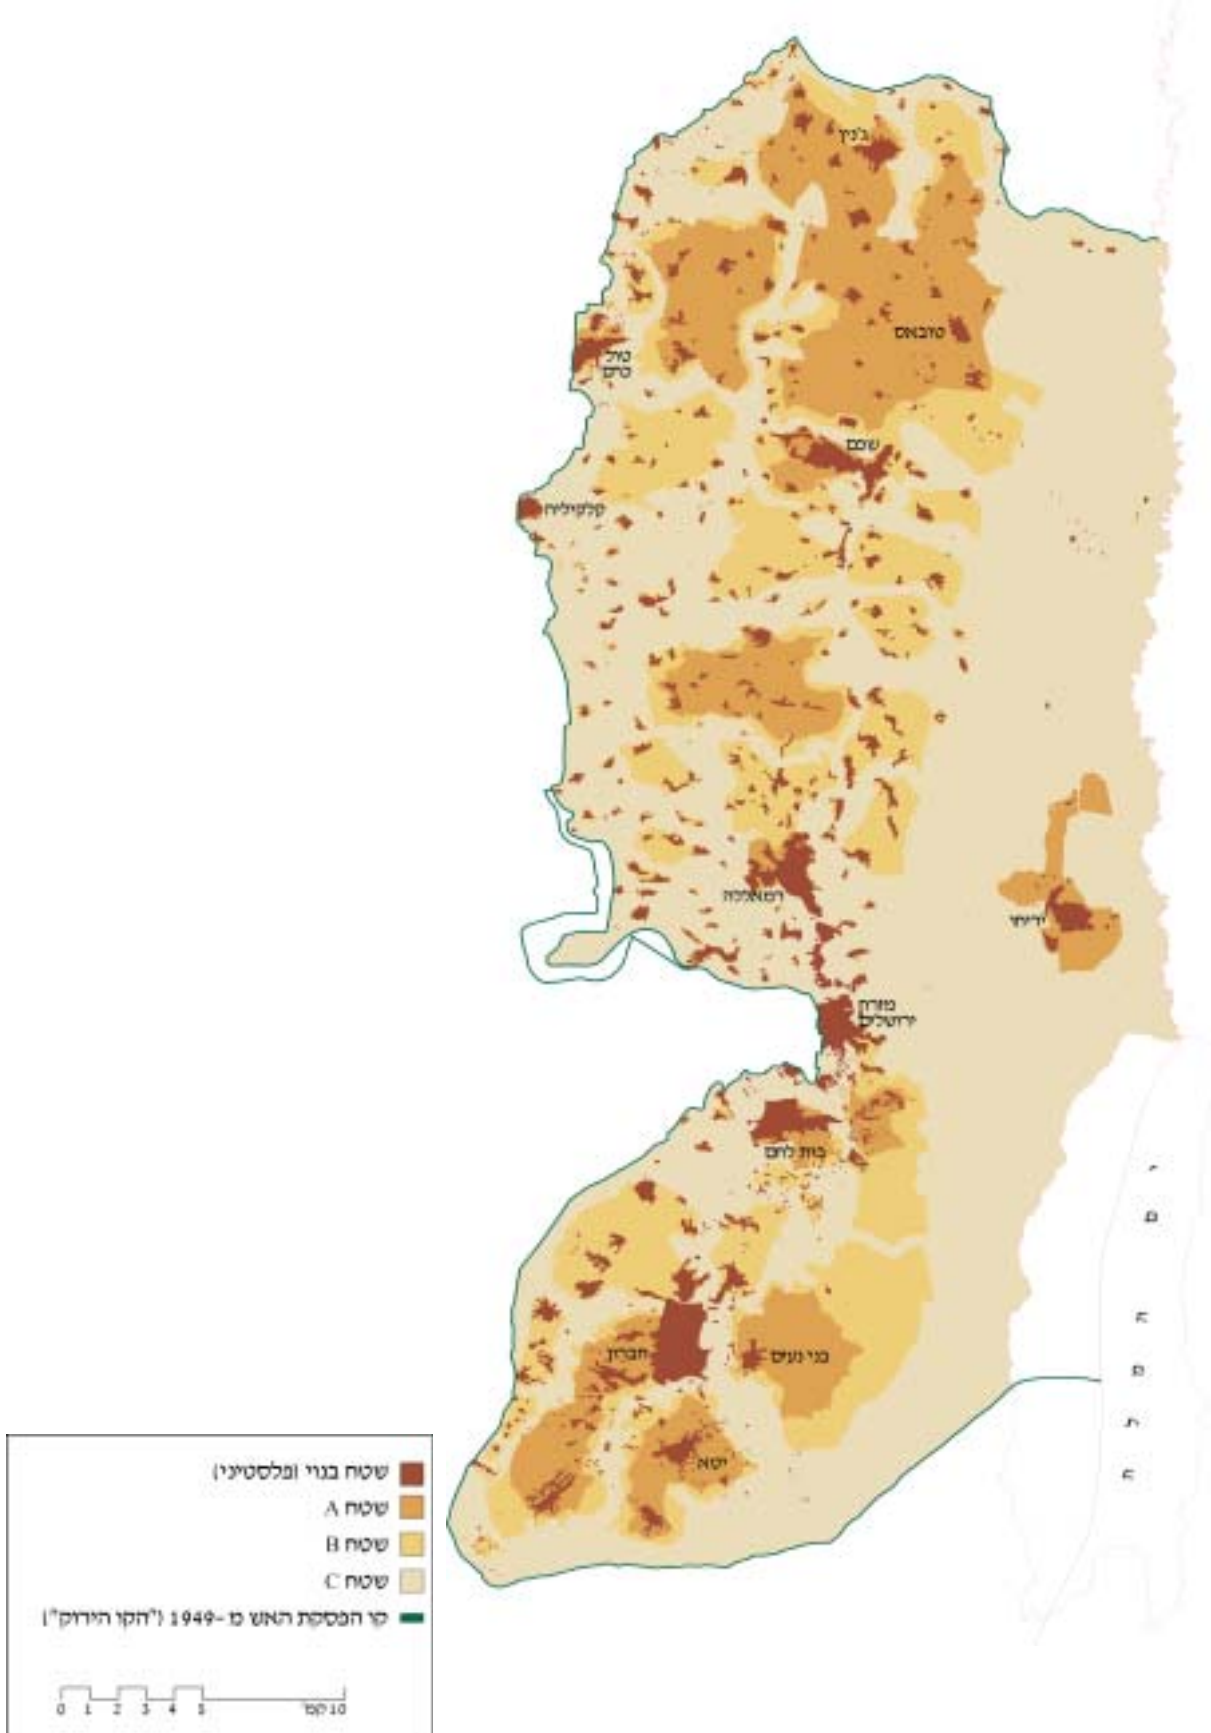 ג'נין
טובאס
טול
כרם
שכם
קלקיליה
רמאללה
יריחו
מזרח
ירושלים
בית לחם
חברון
בני נעים
יטא
י
ם
ה
מ
ל
ח
שטח בנוי (פלסטיני)
שטח A
שטח B
שטח C
קו הפסקת האש מ -1949 ("הקו הירוק")
0 1 2 3 4 5 10 קמ'